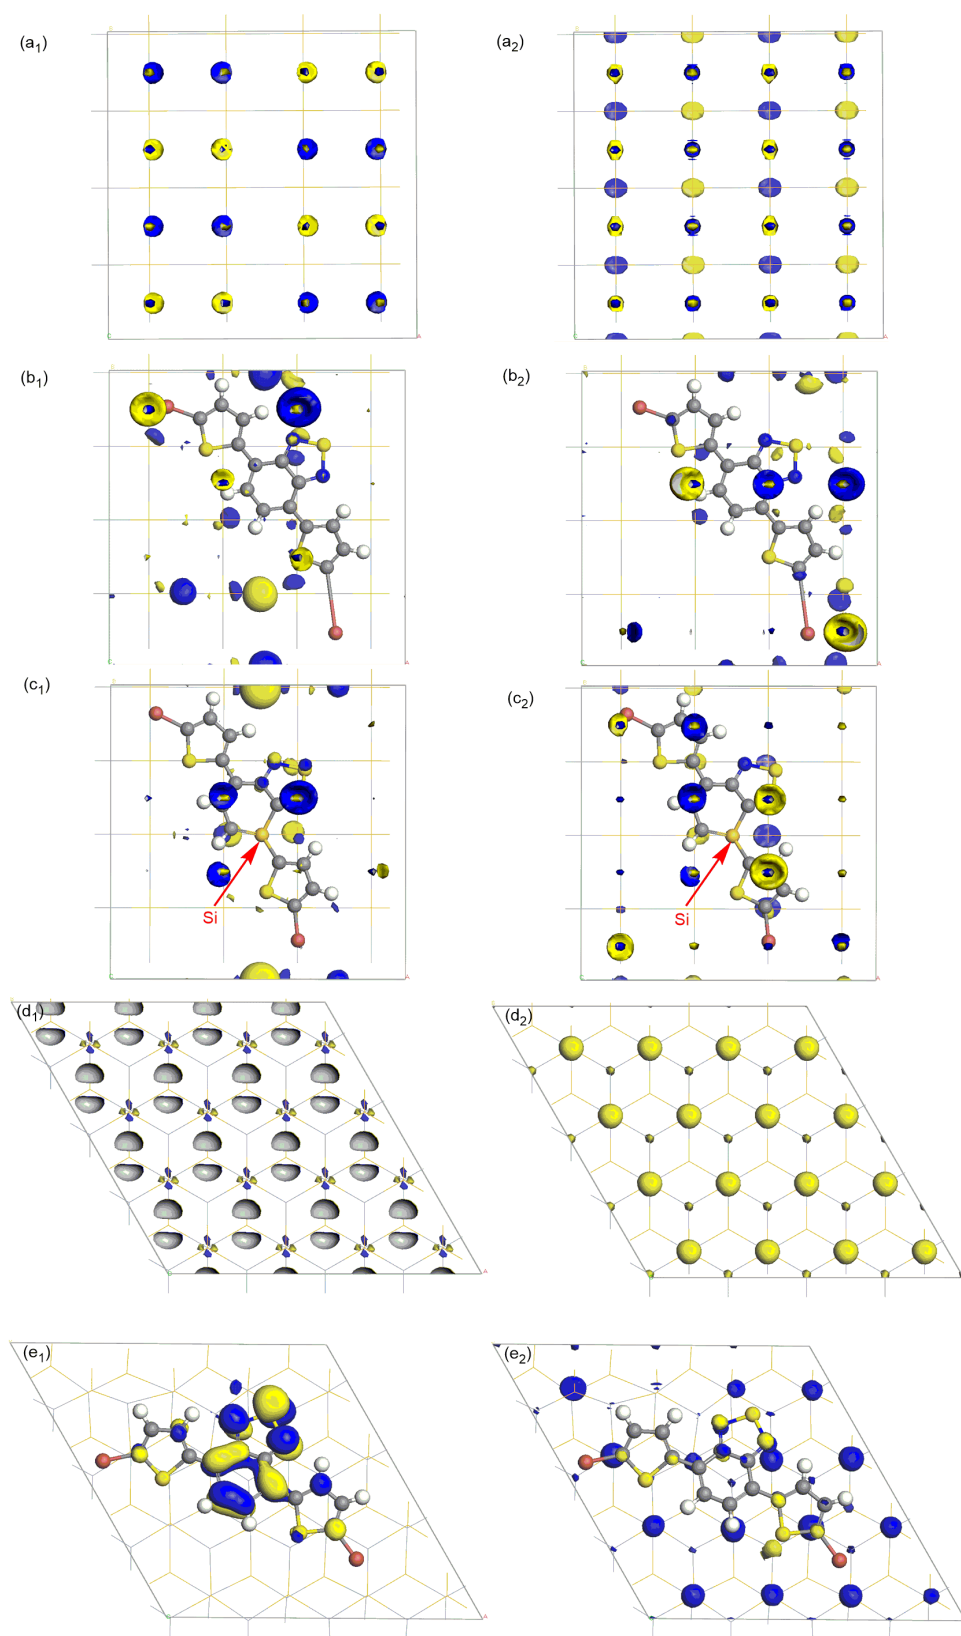 (a₁) (a₂)
(b₁) (b₂)
(c₁) (c₂)
Si Si
(d₁) (d₂)
(e₁) (e₂)